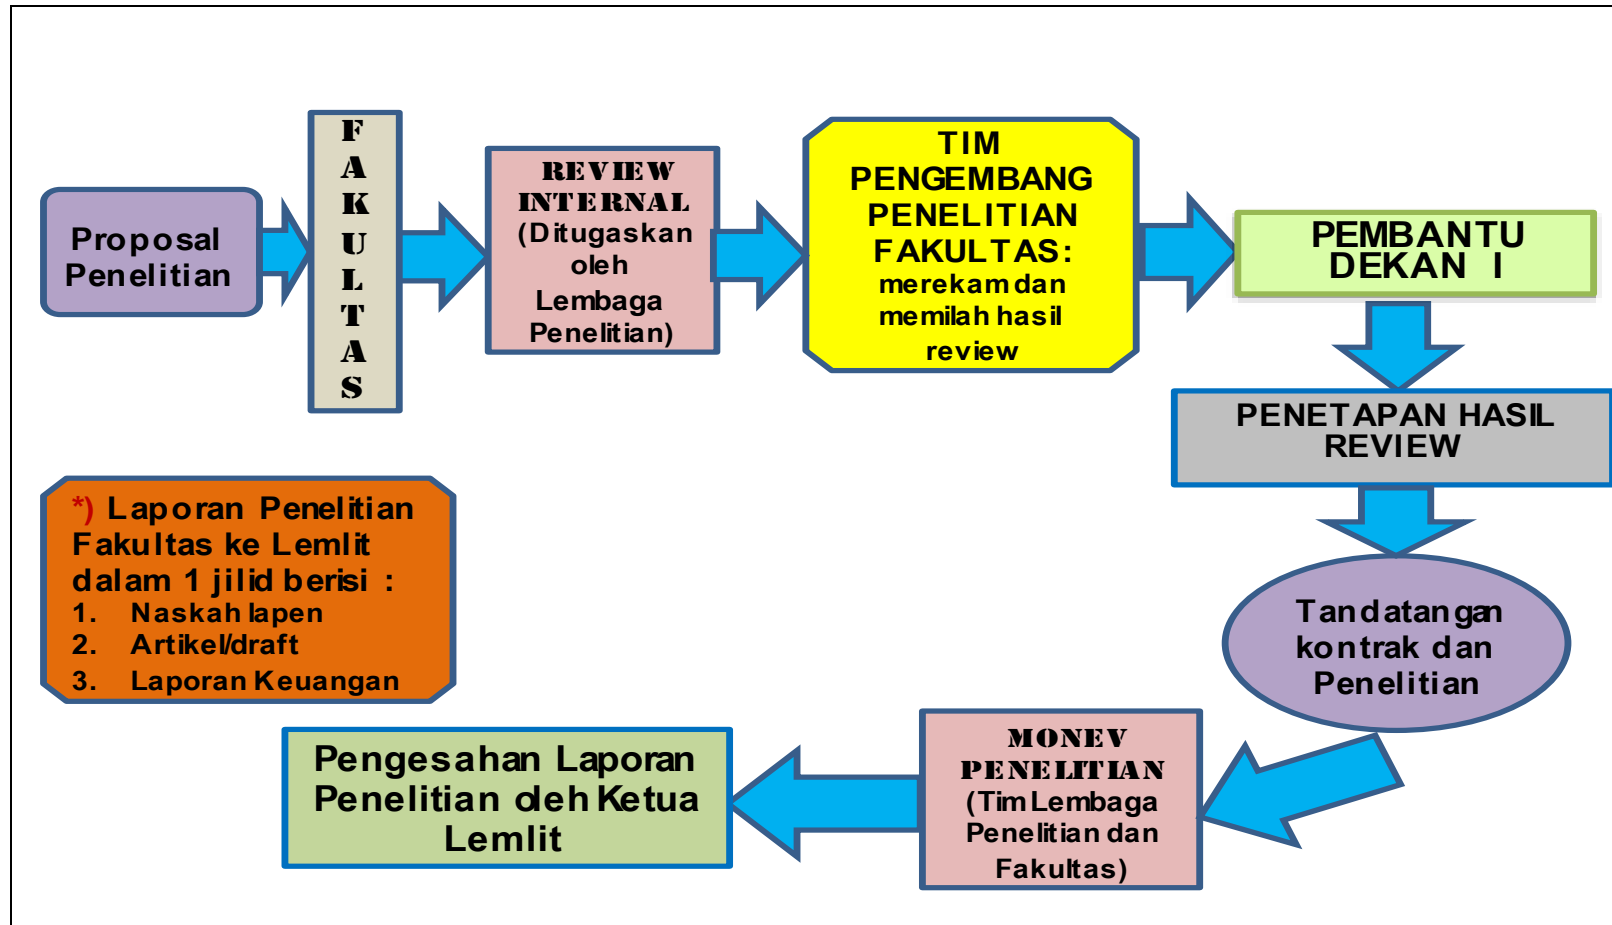 Proposal
Penelitian
F
A
K
U
L
T
A
S
REVIEW
INTERNAL
(Ditugaskan
oleh
Lembaga
Penelitian)
TIM
PENGEMBANG
PENELITIAN
FAKULTAS:
merekam dan
memilah hasil
review
PEMBANTU
DEKAN I
PENETAPAN HASIL
REVIEW
Tandatangan
kontrak dan
Penelitian
MONEV
PENELITIAN
(Tim Lembaga
Penelitian dan
Fakultas)
Pengesahan Laporan
Penelitian oleh Ketua
Lemlit
*) Laporan Penelitian
Fakultas ke Lemlit
dalam 1 jilid berisi :
1. Naskah lapen
2. Artikel/draft
3. Laporan Keuangan